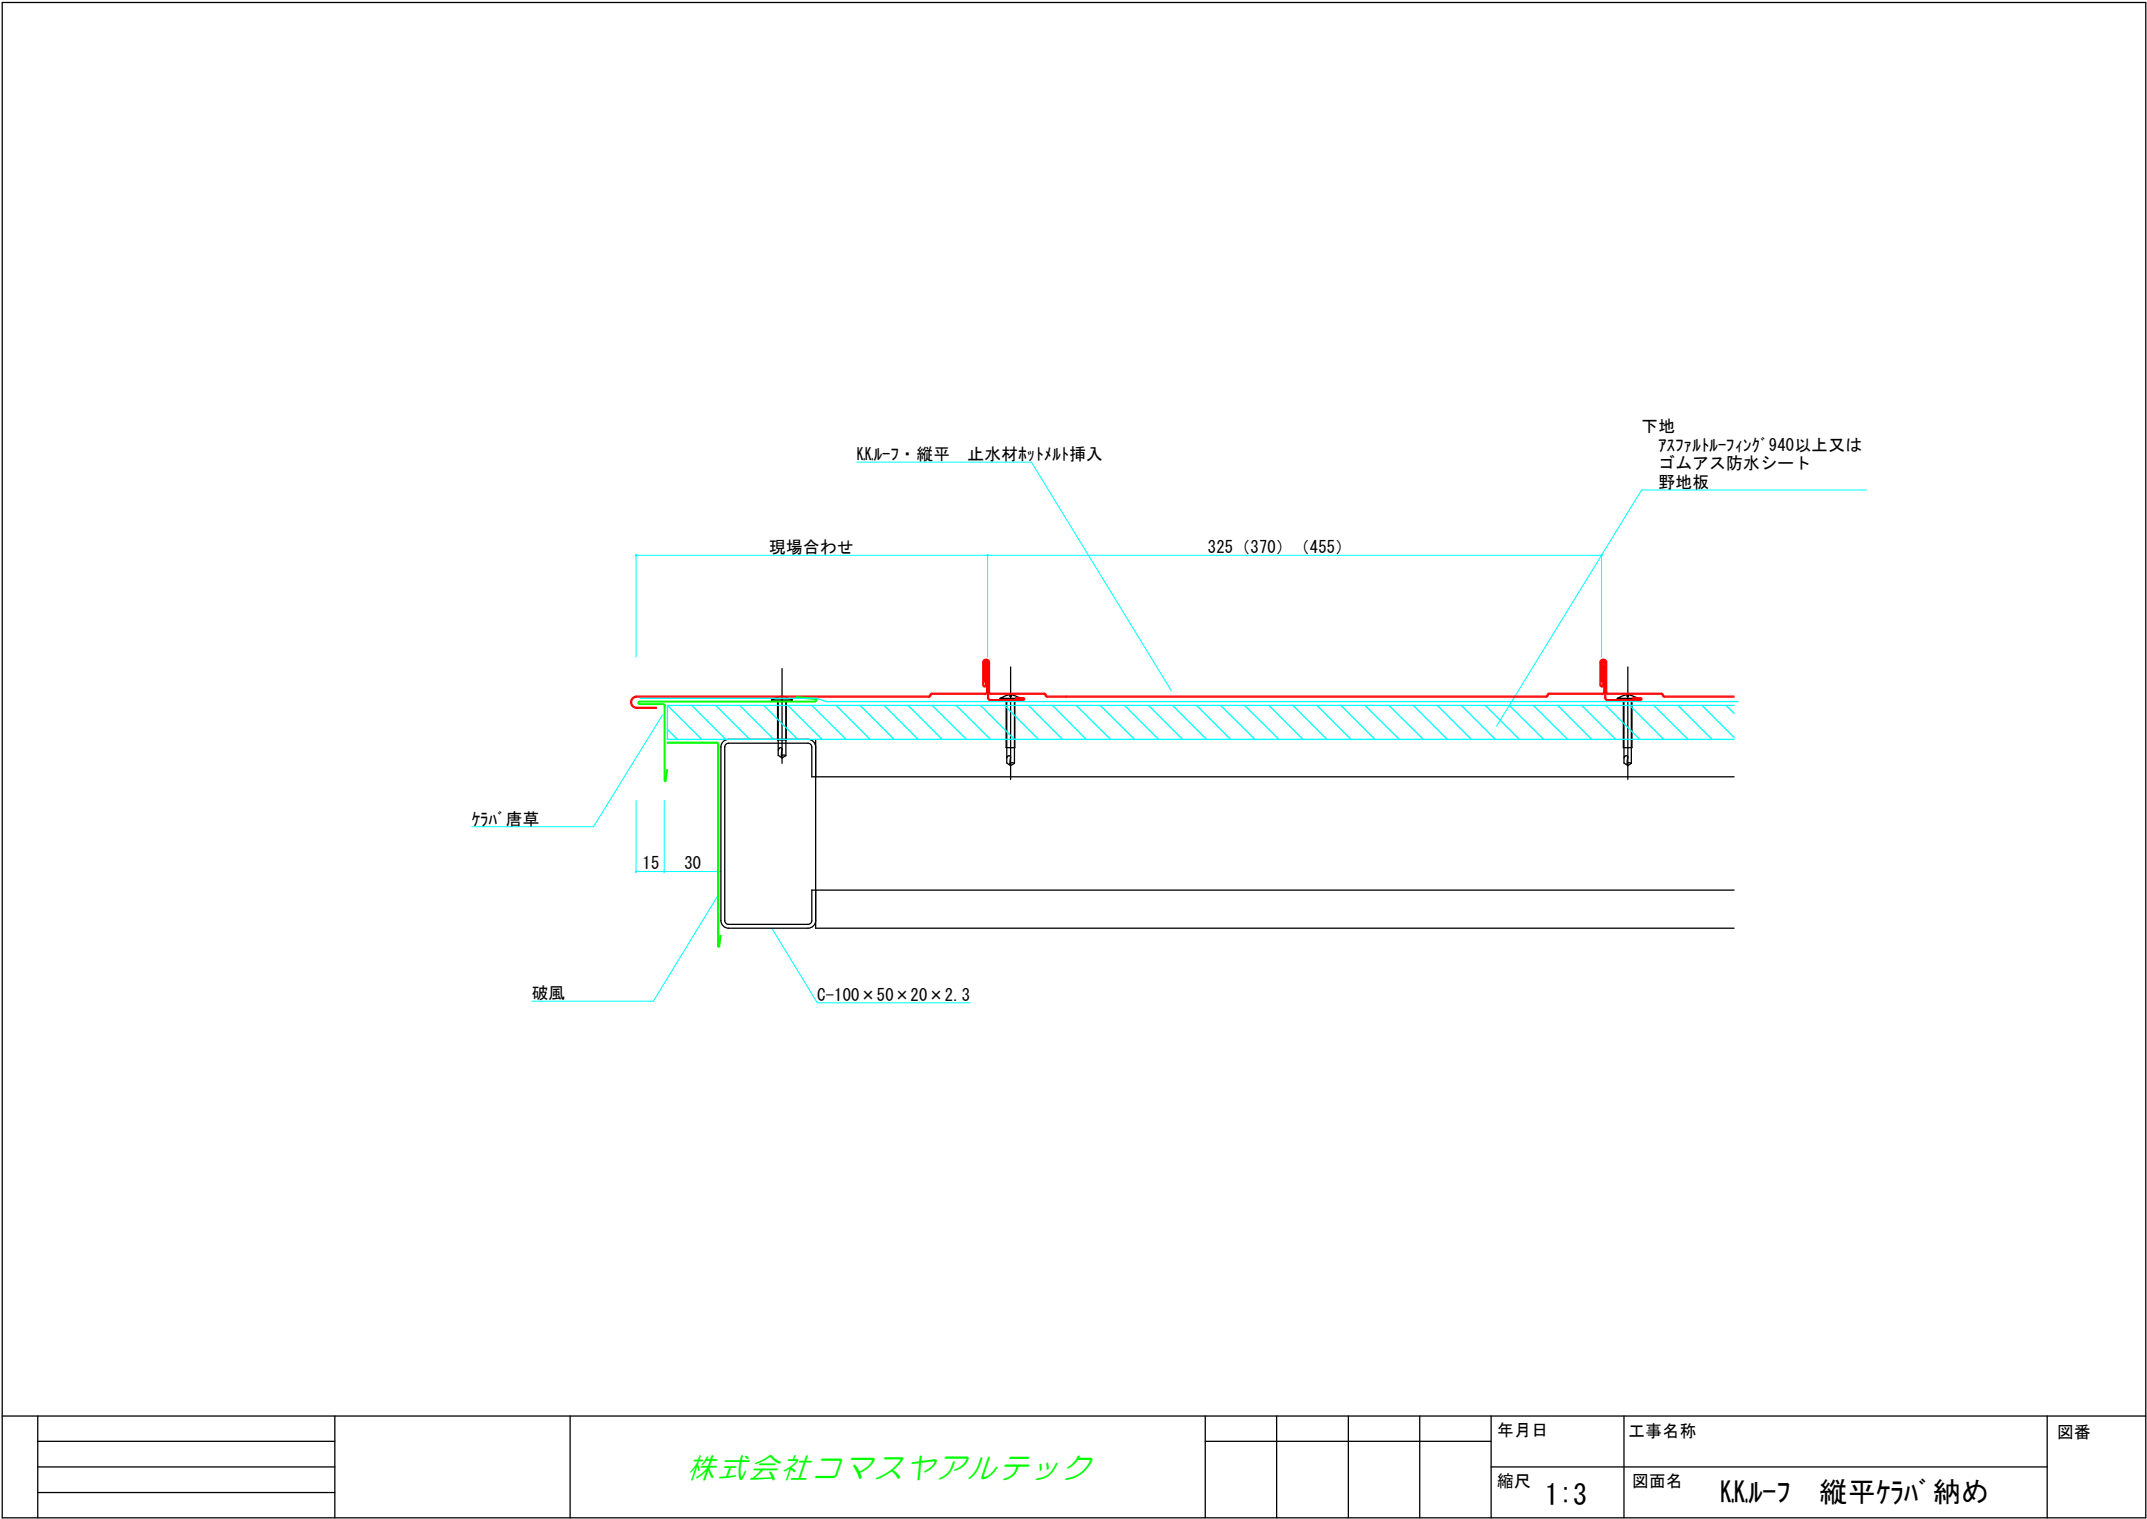 下地
ｱｽﾌｧﾙﾄﾙｰﾌｨﾝｸﾞ940以上又は
ゴムアス防水シート
野地板
KKﾙｰﾌ・縦平　止水材ﾎｯﾄﾒﾙﾄ挿入
現場合わせ
325（370）（455）
ｹﾗﾊﾞ唐草
15
30
破風
C-100×50×20×2.3
株式会社コマスヤアルテック
年月日
工事名称
図番
縮尺 1:3
図面名 K.K.ﾙｰﾌ　縦平ｹﾗﾊﾞ納め